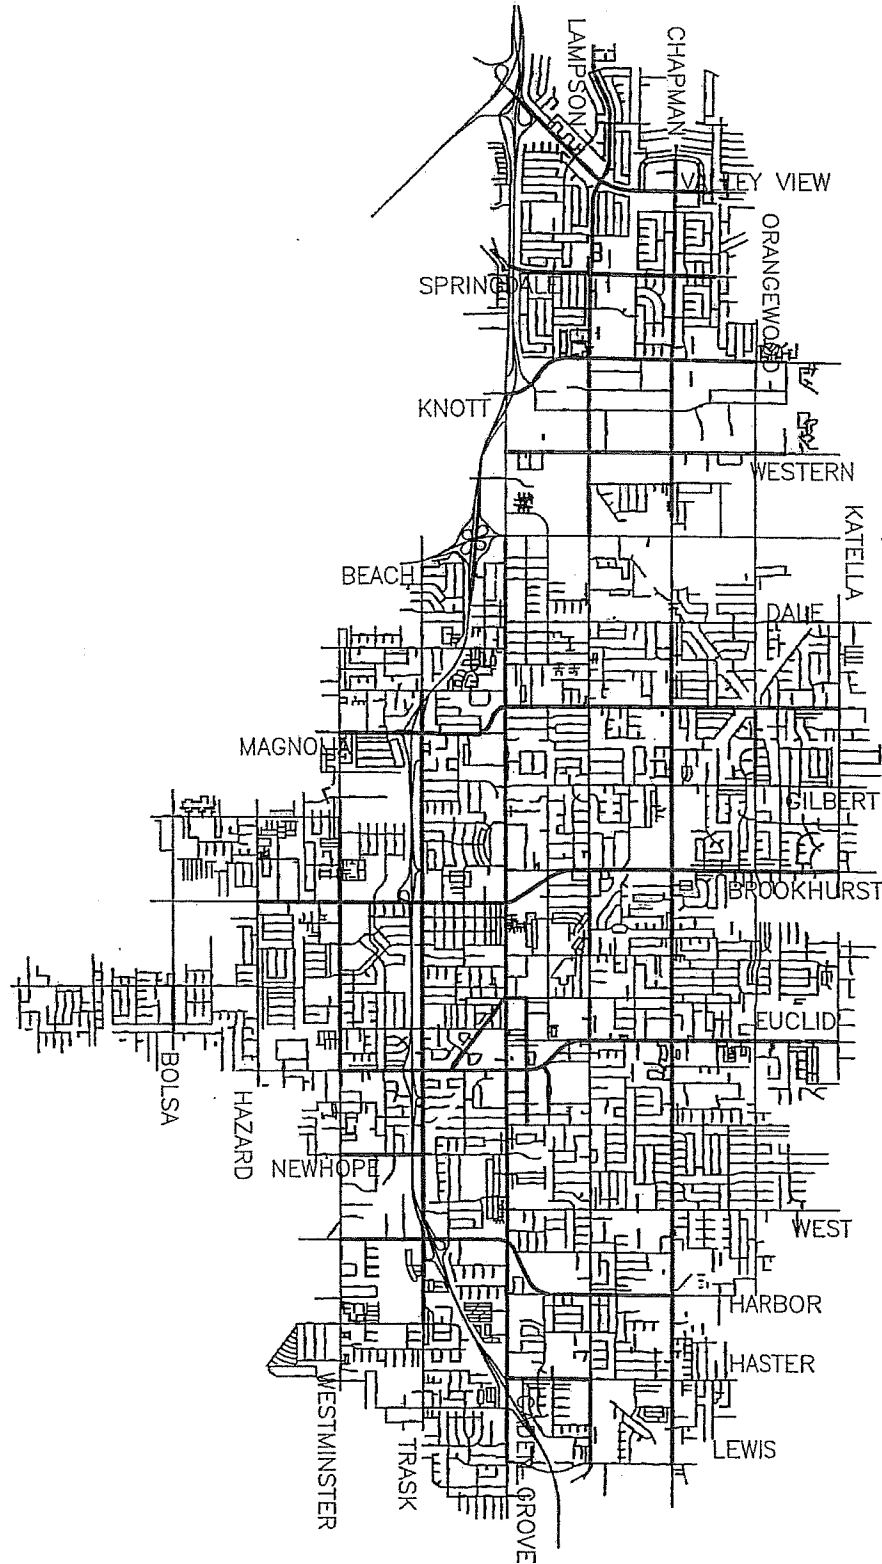 LAMPSON
CHAPMAN
VALLEY VIEW
ORANGEWOOD
SPRINGDALE
KNOTT
WESTERN
KATELLA
BEACH
DALE
MAGNOLIA
GILBERT
BROOKHURST
EUCLID
BOLSA
HAZARD
NEWHOPE
WEST
HARBOR
HASTER
WESTMINSTER
TRASK
GARDEN GROVE
LEWIS